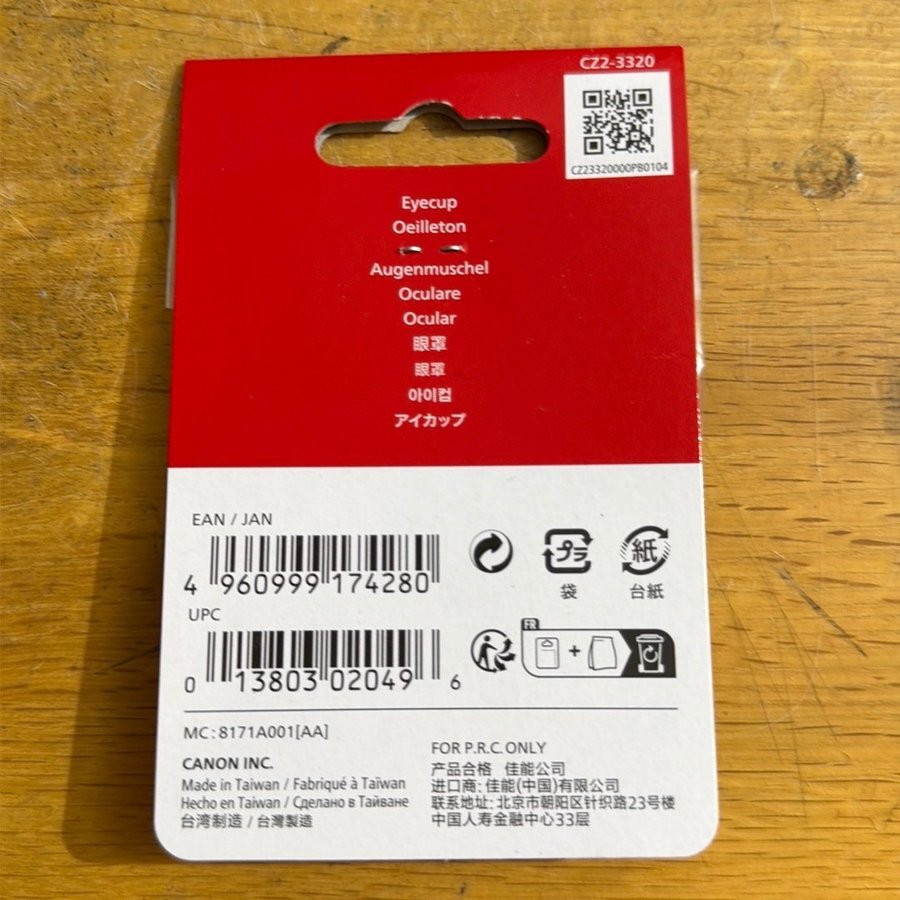 CZ2-3320
CZ23320000PB0104
Eyecup
Oeilleton
Augenmuschel
Oculare
Ocular
眼罩
眼罩
아이컵
アイカップ
EAN / JAN
4 960999 174280
UPC
0 13803 02049 6
プラ
袋
紙
台紙
FR
+
MC: 8171A001[AA]
CANON INC.
Made in Taiwan / Fabriqué à Taïwan
Hecho en Taiwan / Сделано в Тайване
台湾制造 / 台灣製造
FOR P.R.C. ONLY
产品合格 佳能公司
进口商: 佳能(中国)有限公司
联系地址: 北京市朝阳区针织路23号楼
中国人寿金融中心33层